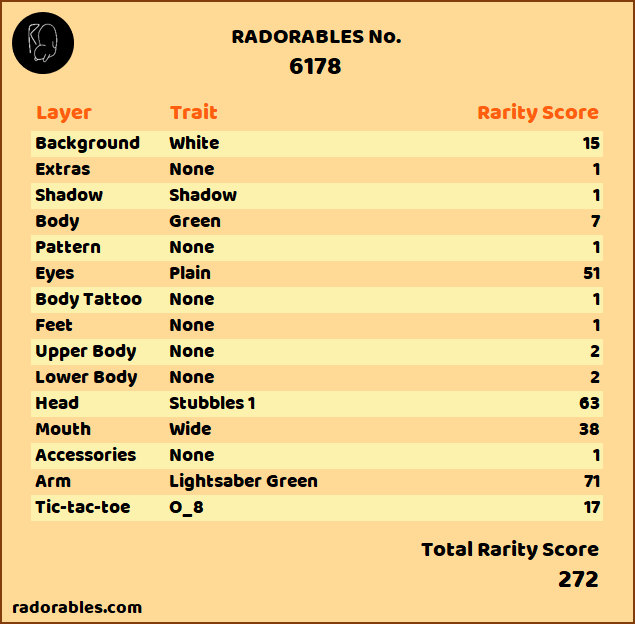 RADORABLES No.
6178
Layer Trait Rarity Score
Background White 15
Extras None 1
Shadow Shadow 1
Body Green 7
Pattern None 1
Eyes Plain 51
Body Tattoo None 1
Feet None 1
Upper Body None 2
Lower Body None 2
Head Stubbles 1 63
Mouth Wide 38
Accessories None 1
Arm Lightsaber Green 71
Tic-tac-toe O_8 17
Total Rarity Score
272
radorables.com